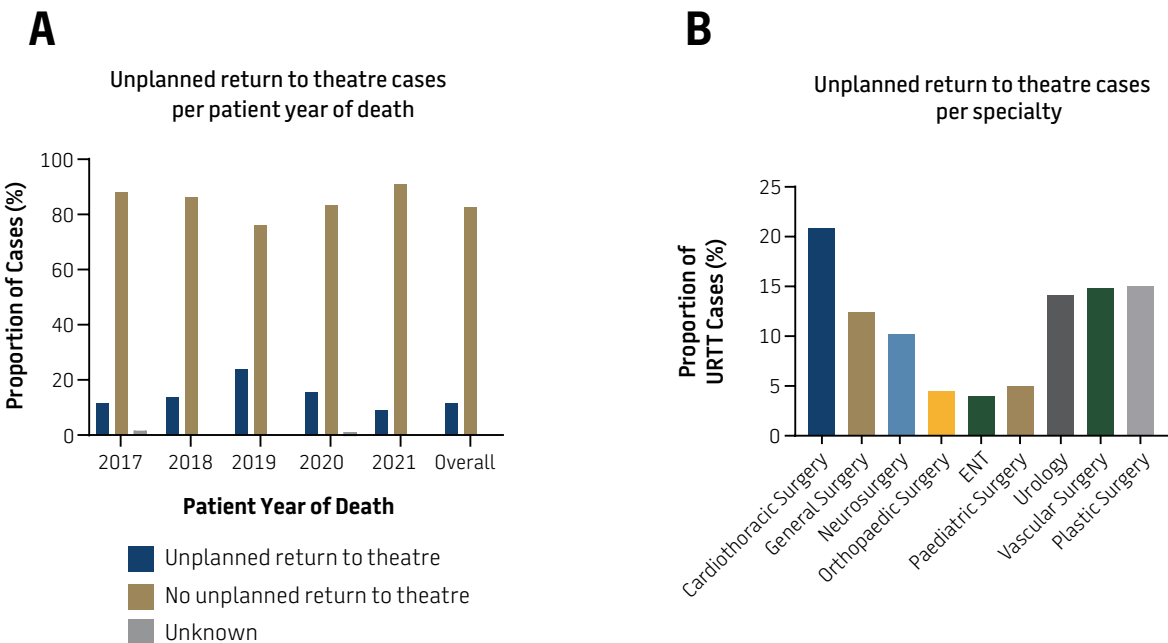 A
Unplanned return to theatre cases
per patient year of death
Proportion of Cases (%)
100
80
60
40
20
0
2017 2018 2019 2020 2021 Overall
Patient Year of Death
Unplanned return to theatre
No unplanned return to theatre
Unknown
B
Unplanned return to theatre cases
per specialty
Proportion of
URTT Cases (%)
25
20
15
10
5
0
Cardiothoracic Surgery
General Surgery
Neurosurgery
Orthopaedic Surgery
ENT
Paediatric Surgery
Urology
Vascular Surgery
Plastic Surgery